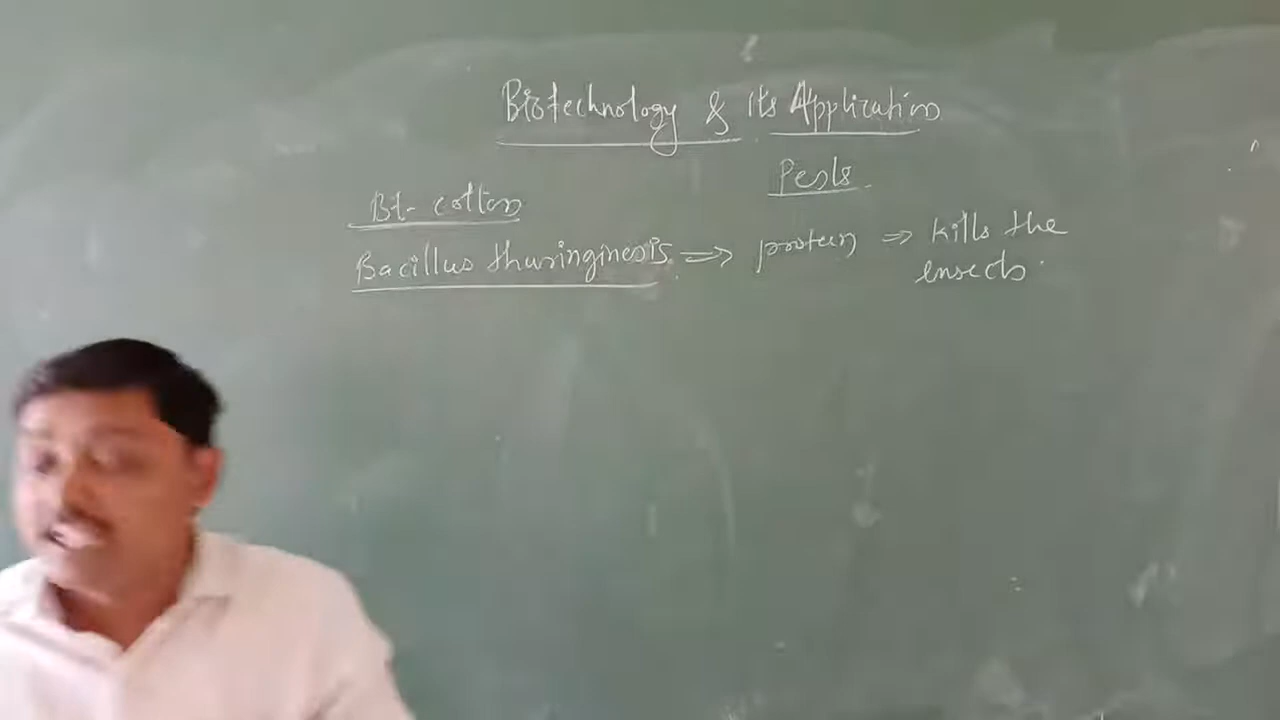 Biotechnology & its Applications
Pests
Bt- cotton
Bacillus thuringinesis. => protein => kills the
insects.